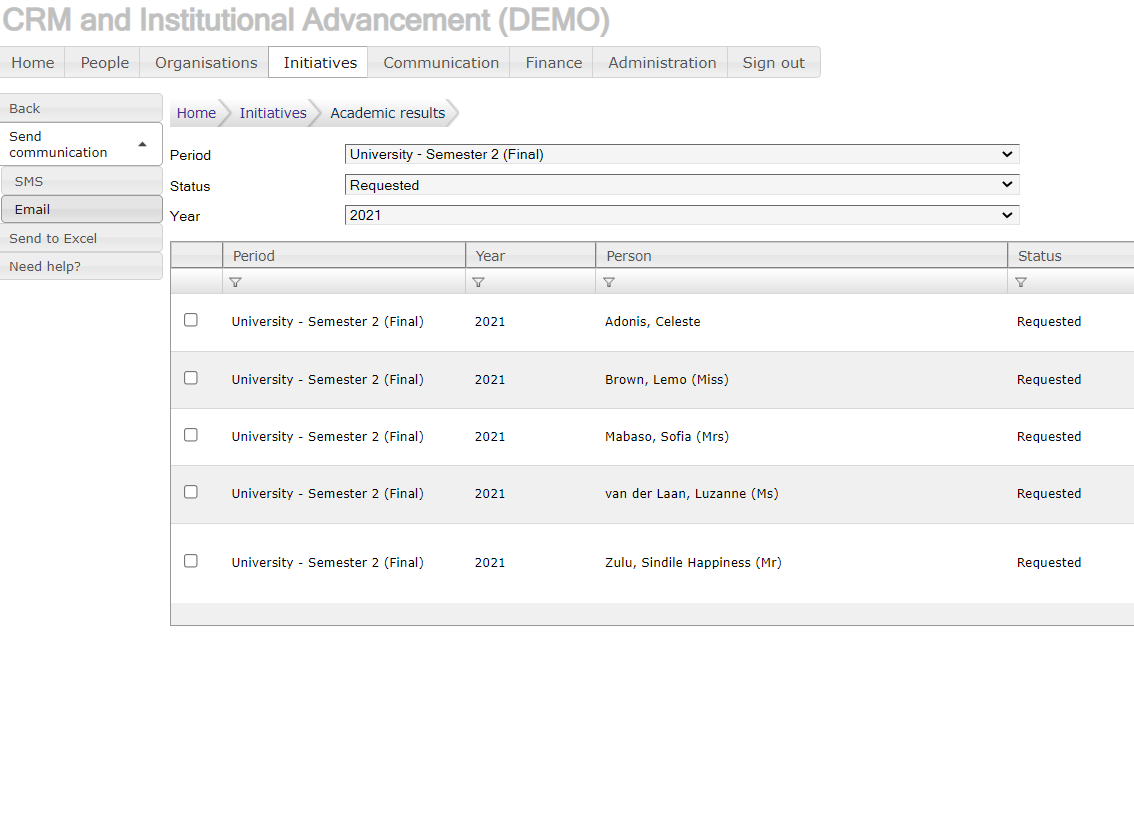 CRM and Institutional Advancement (DEMO)
Home People Organisations Initiatives Communication Finance Administration Sign out
Back
Send
communication
SMS
Email
Send to Excel
Need help?
Home Initiatives Academic results
Period University - Semester 2 (Final)
Status Requested
Year 2021
Period Year Person Status
University - Semester 2 (Final) 2021 Adonis, Celeste Requested
University - Semester 2 (Final) 2021 Brown, Lemo (Miss) Requested
University - Semester 2 (Final) 2021 Mabaso, Sofia (Mrs) Requested
University - Semester 2 (Final) 2021 van der Laan, Luzanne (Ms) Requested
University - Semester 2 (Final) 2021 Zulu, Sindile Happiness (Mr) Requested